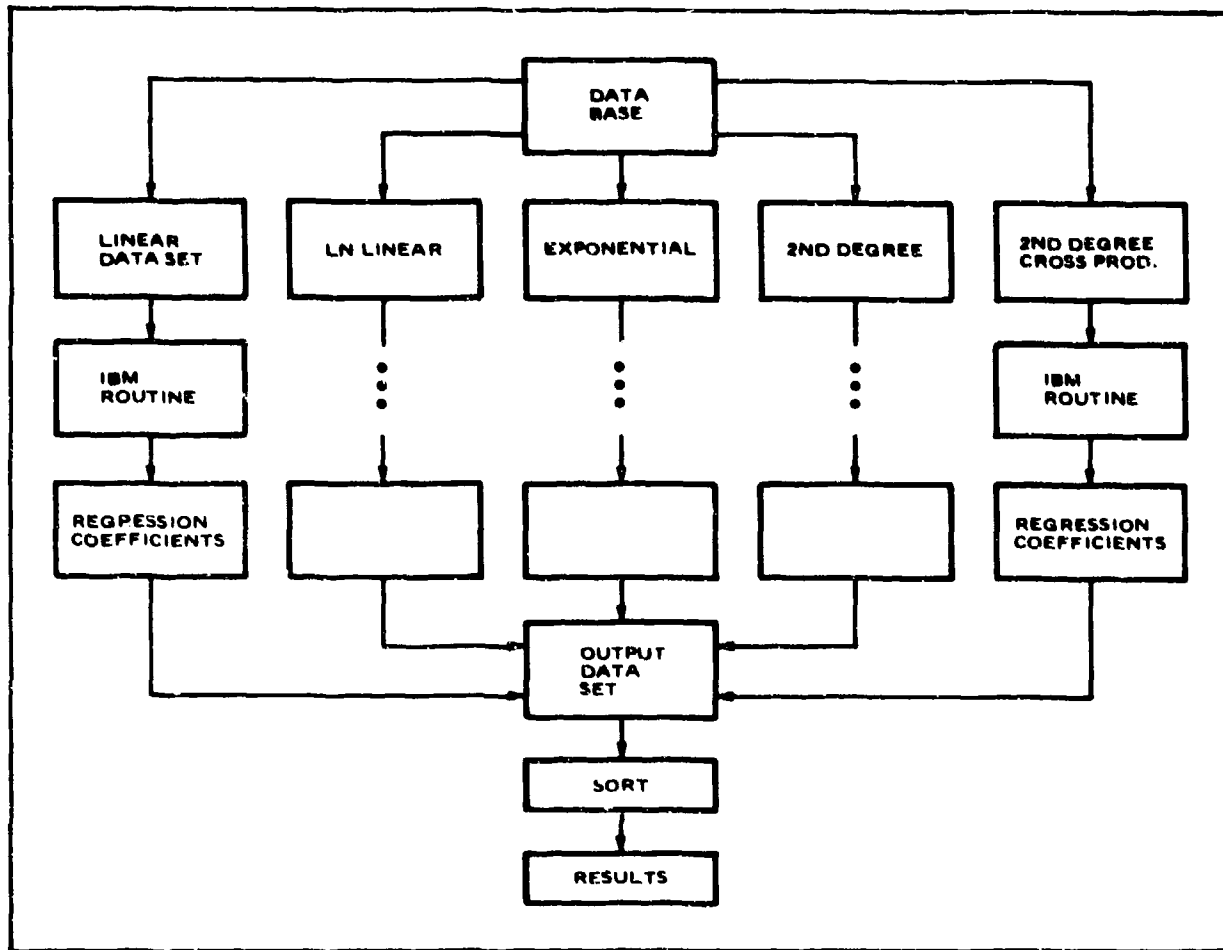 DATA
BASE
LINEAR
DATA SET
LN LINEAR
EXPONENTIAL
2ND DEGREE
2ND DEGREE
CROSS PROD.
IBM
ROUTINE
IBM
ROUTINE
REGRESSION
COEFFICIENTS
REGRESSION
COEFFICIENTS
OUTPUT
DATA
SET
SORT
RESULTS